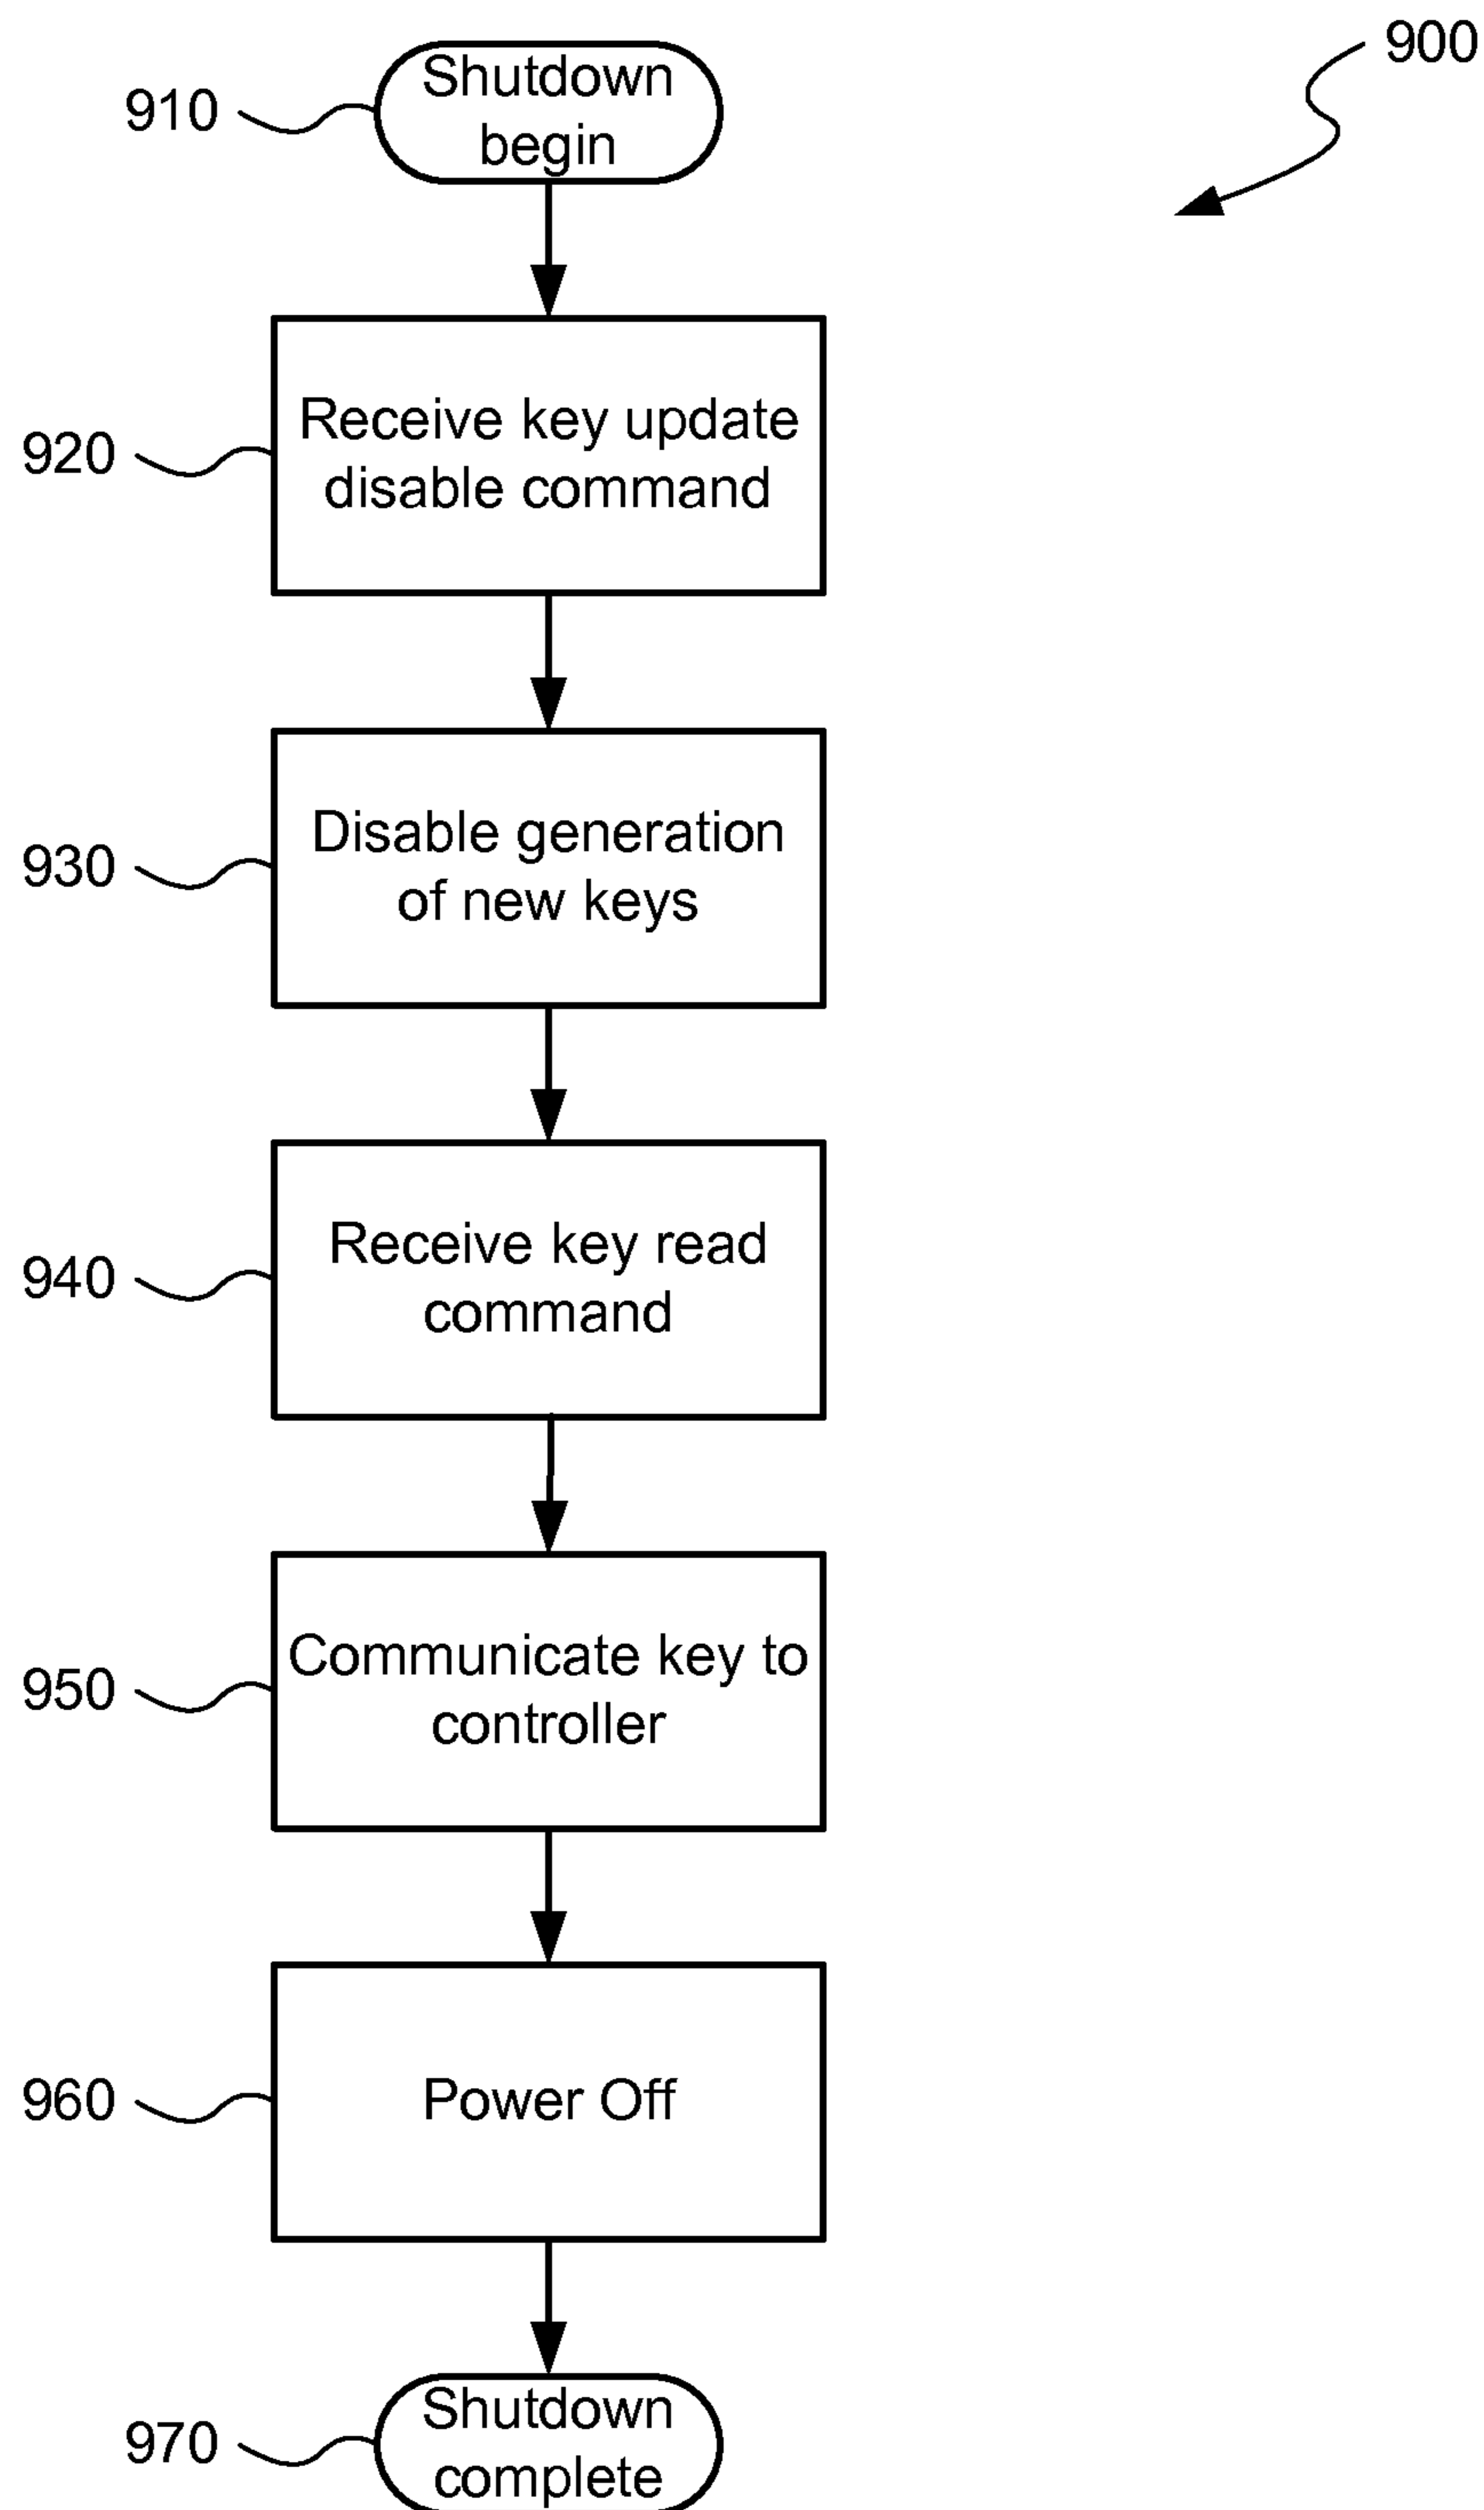 900
910
Shutdown
begin
920
Receive key update
disable command
930
Disable generation
of new keys
940
Receive key read
command
950
Communicate key to
controller
960
Power Off
970
Shutdown
complete